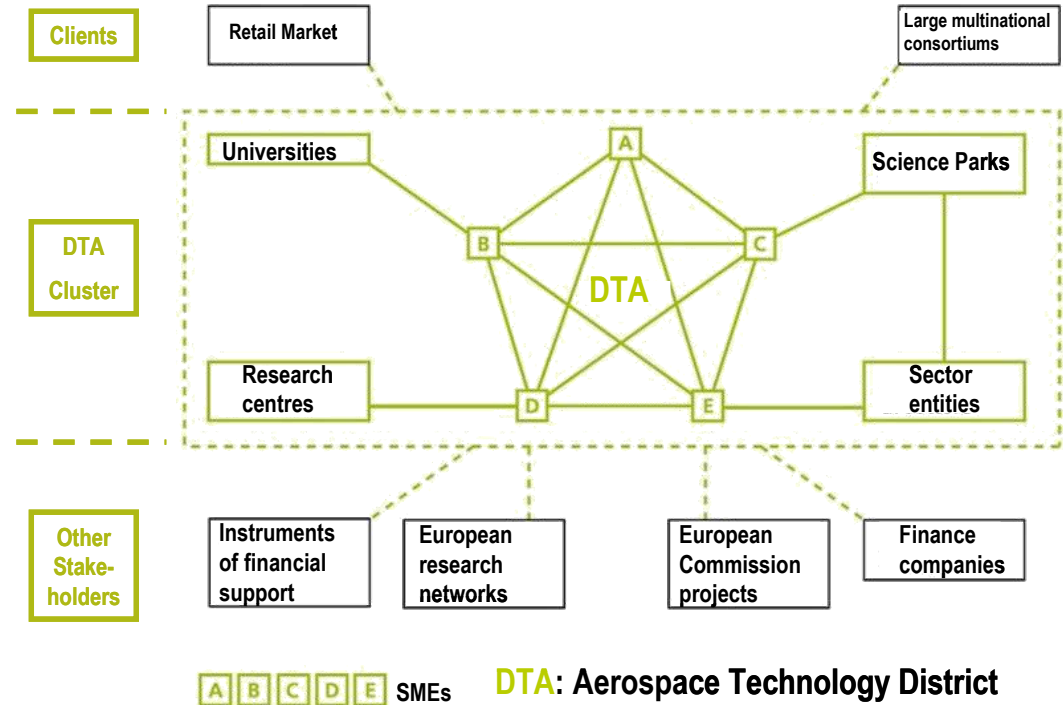 Clients
Retail Market
Large multinational
consortiums
Universities
A
Science Parks
B
C
DTA
Cluster
DTA
Research
centres
D
E
Sector
entities
Other
Stake-
holders
Instruments
of financial
support
European
research
networks
European
Commission
projects
Finance
companies
A B C D E SMEs
DTA: Aerospace Technology District